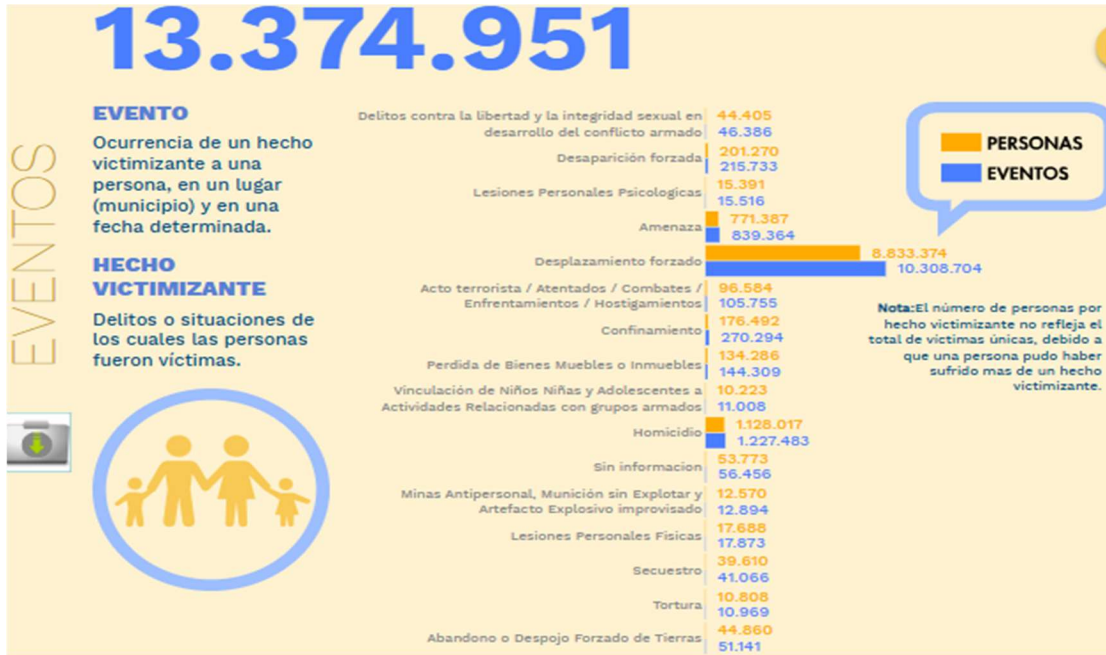 13.374.951
EVENTOS
EVENTO
Ocurrencia de un hecho
victimizante a una
persona, en un lugar
(municipio) y en una
fecha determinada.
HECHO
VICTIMIZANTE
Delitos o situaciones de
los cuales las personas
fueron víctimas.
Delitos contra la libertad y la integridad sexual en
desarrollo del conflicto armado
44.405
46.386
Desaparición forzada
201.270
215.733
Lesiones Personales Psicologicas
15.391
15.516
Amenaza
771.387
839.364
Desplazamiento forzado
8.833.374
10.308.704
Acto terrorista / Atentados / Combates /
Enfrentamientos / Hostigamientos
96.584
105.755
Confinamiento
176.492
270.294
Perdida de Bienes Muebles o Inmuebles
134.286
144.309
Vinculación de Niños Niñas y Adolescentes a
Actividades Relacionadas con grupos armados
10.223
11.008
Homicidio
1.128.017
1.227.483
Sin informacion
53.773
56.456
Minas Antipersonal, Munición sin Explotar y
Artefacto Explosivo improvisado
12.570
12.894
Lesiones Personales Fisicas
17.688
17.873
Secuestro
39.610
41.066
Tortura
10.808
10.969
Abandono o Despojo Forzado de Tierras
44.860
51.141
PERSONAS
EVENTOS
Nota:El número de personas por
hecho victimizante no refleja el
total de víctimas únicas, debido a
que una persona pudo haber
sufrido mas de un hecho
victimizante.